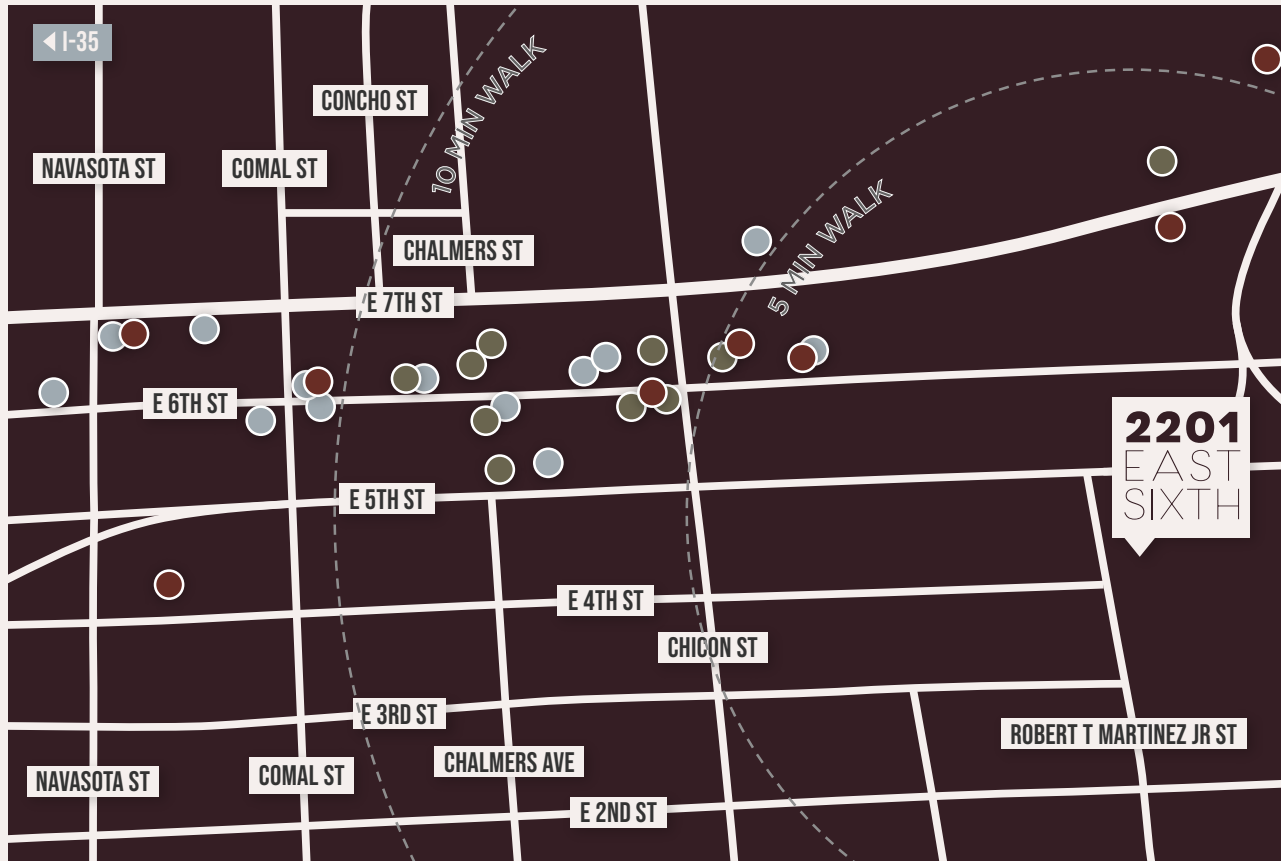 I-35
10 MIN WALK
CONCHO ST
NAVASOTA ST
COMAL ST
5 MIN WALK
CHALMERS ST
E 7TH ST
E 6TH ST
2201
EAST
SIXTH
E 5TH ST
E 4TH ST
CHICON ST
E 3RD ST
ROBERT T MARTINEZ JR ST
CHALMERS AVE
COMAL ST
NAVASOTA ST
E 2ND ST